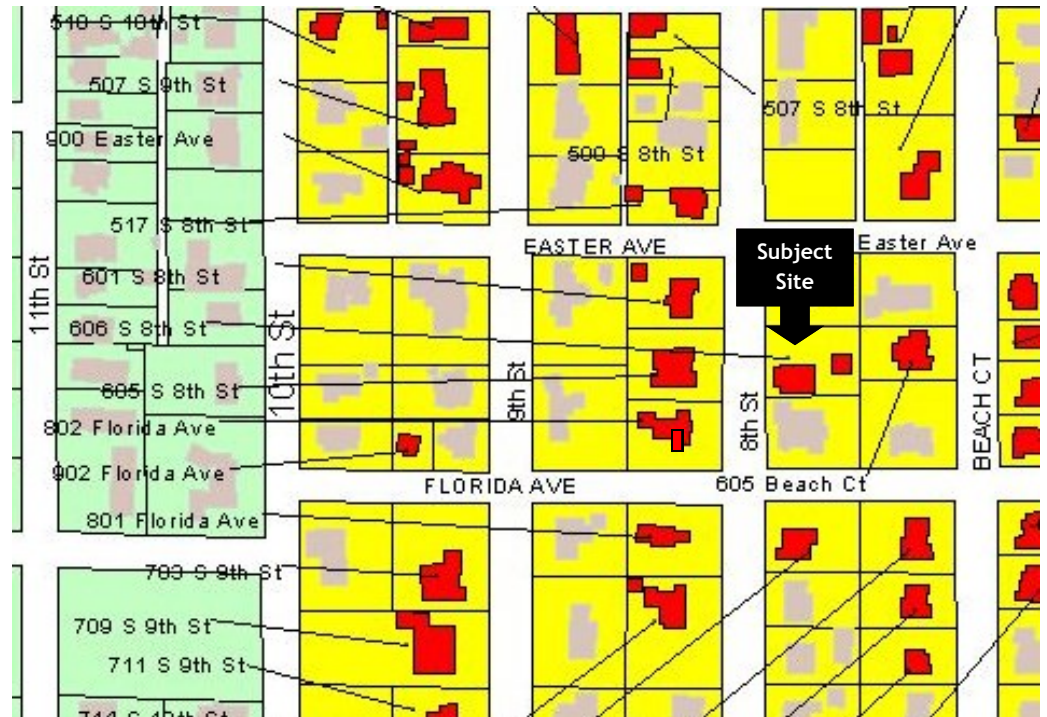 510 S 10th St
507 S 9th St
507 S 8th St
900 Easter Ave
500 S 8th St
517 S 8th St
EASTER AVE
Easter Ave
Subject
Site
601 S 8th St
11th St
606 S 8th St
10th St
605 S 8th St
9th St
8th St
BEACH CT
802 Florida Ave
902 Florida Ave
FLORIDA AVE
605 Beach Ct
801 Florida Ave
703 S 9th St
709 S 9th St
711 S 9th St